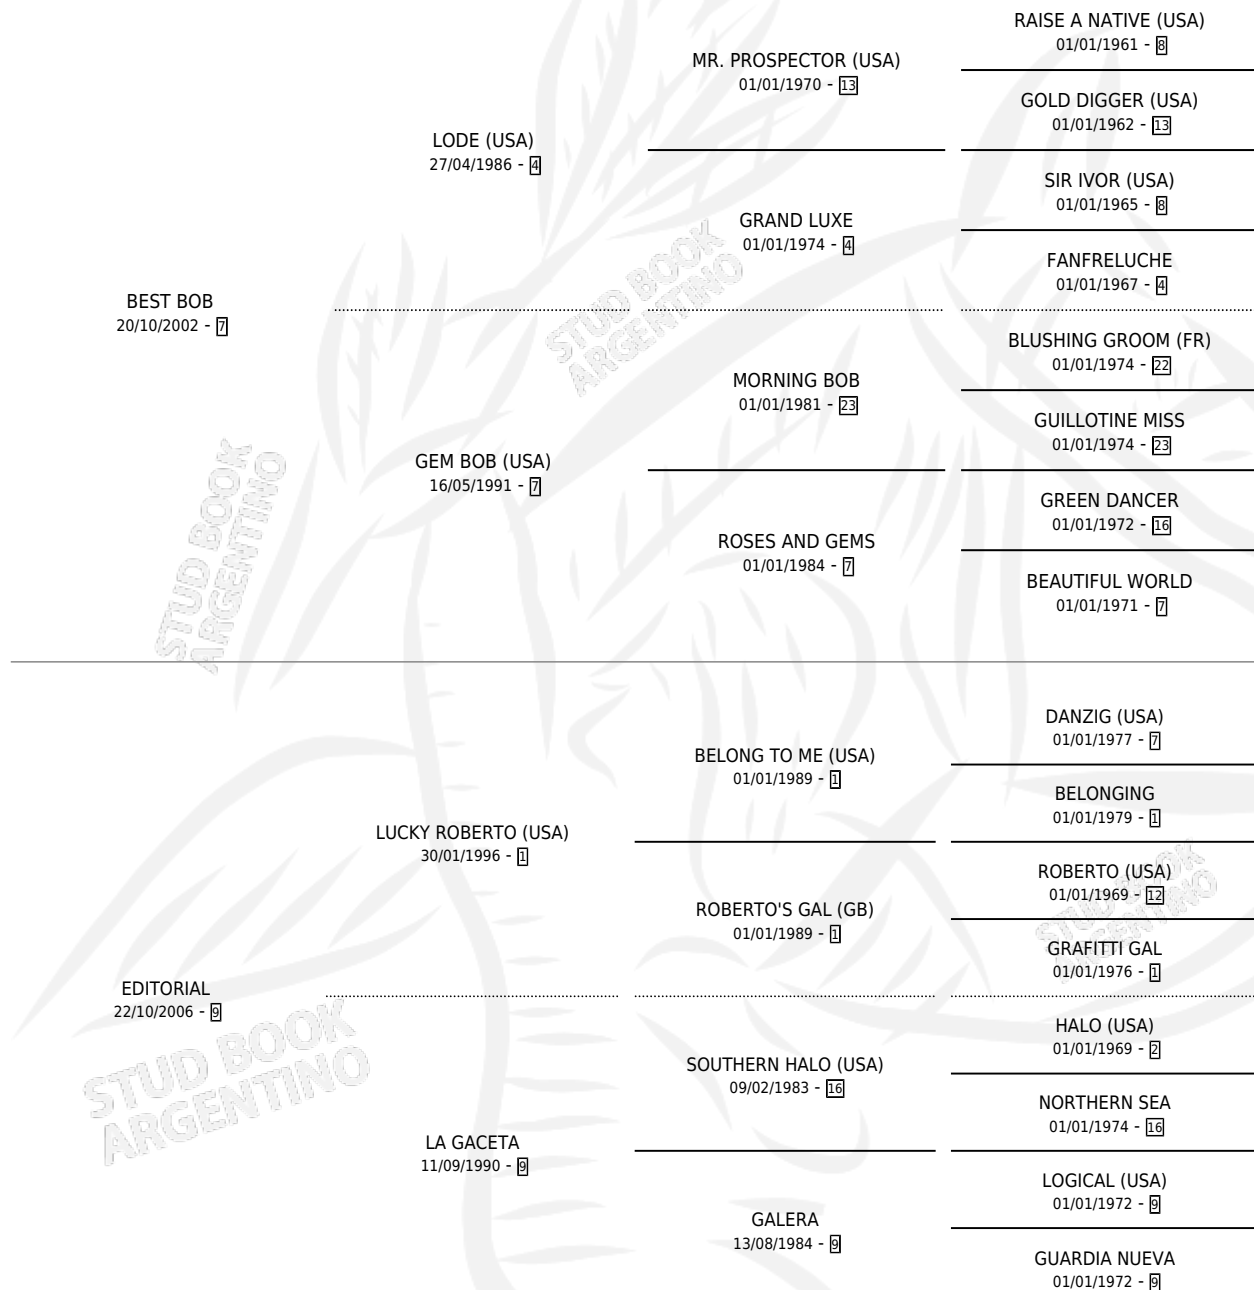 RAISE A NATIVE (USA)
01/01/1961 - 8
MR. PROSPECTOR (USA)
01/01/1970 - 13
GOLD DIGGER (USA)
01/01/1962 - 13
LODE (USA)
27/04/1986 - 4
SIR IVOR (USA)
01/01/1965 - 8
GRAND LUXE
01/01/1974 - 4
FANFRELUCHE
01/01/1967 - 4
BEST BOB
20/10/2002 - 7
BLUSHING GROOM (FR)
01/01/1974 - 22
MORNING BOB
01/01/1981 - 23
GUILLOTINE MISS
01/01/1974 - 23
GEM BOB (USA)
16/05/1991 - 7
GREEN DANCER
01/01/1972 - 16
ROSES AND GEMS
01/01/1984 - 7
BEAUTIFUL WORLD
01/01/1971 - 7
DANZIG (USA)
01/01/1977 - 7
BELONG TO ME (USA)
01/01/1989 - 1
BELONGING
01/01/1979 - 1
LUCKY ROBERTO (USA)
30/01/1996 - 1
ROBERTO (USA)
01/01/1969 - 12
ROBERTO'S GAL (GB)
01/01/1989 - 1
GRAFITTI GAL
01/01/1976 - 1
EDITORIAL
22/10/2006 - 9
HALO (USA)
01/01/1969 - 2
SOUTHERN HALO (USA)
09/02/1983 - 16
NORTHERN SEA
01/01/1974 - 16
LA GACETA
11/09/1990 - 9
LOGICAL (USA)
01/01/1972 - 9
GALERA
13/08/1984 - 9
GUARDIA NUEVA
01/01/1972 - 9
STUD BOOK
ARGENTINO
STUD BOOK
ARGENTINO
STUD BOOK
ARGENTINO
STUD BOOK
ARGENTINO